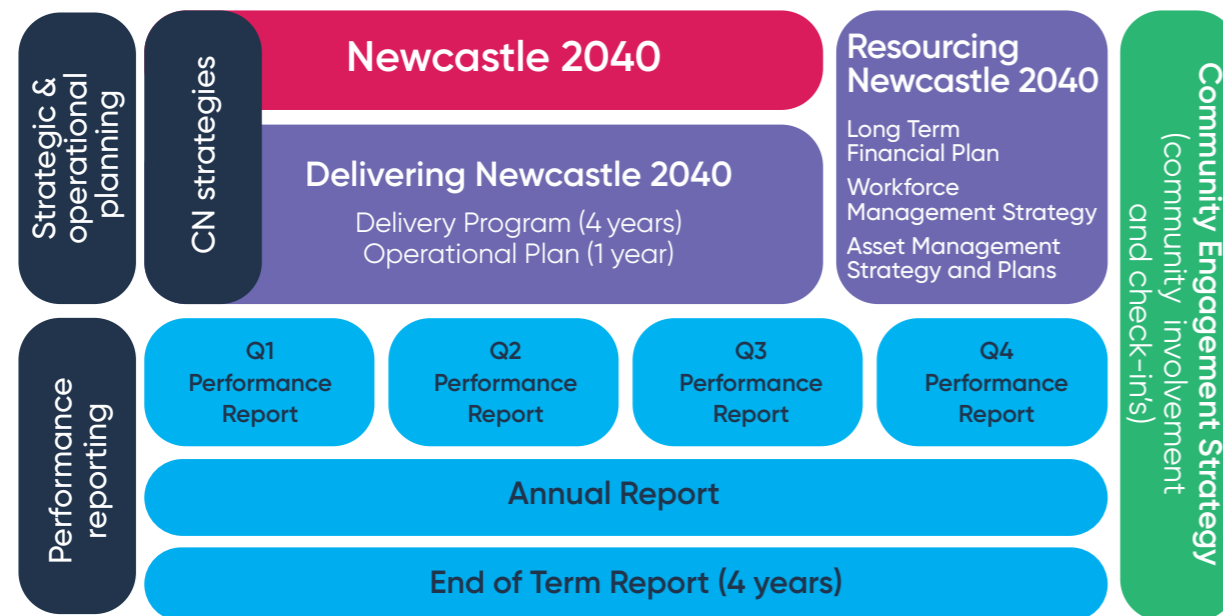 Strategic &
operational
planning
CN strategies
Newcastle 2040
Delivering Newcastle 2040
Delivery Program (4 years)
Operational Plan (1 year)
Resourcing
Newcastle 2040
Long Term
Financial Plan
Workforce
Management Strategy
Asset Management
Strategy and Plans
Community Engagement Strategy
(community involvement
and check-in's)
Performance
reporting
Q1
Performance
Report
Q2
Performance
Report
Q3
Performance
Report
Q4
Performance
Report
Annual Report
End of Term Report (4 years)